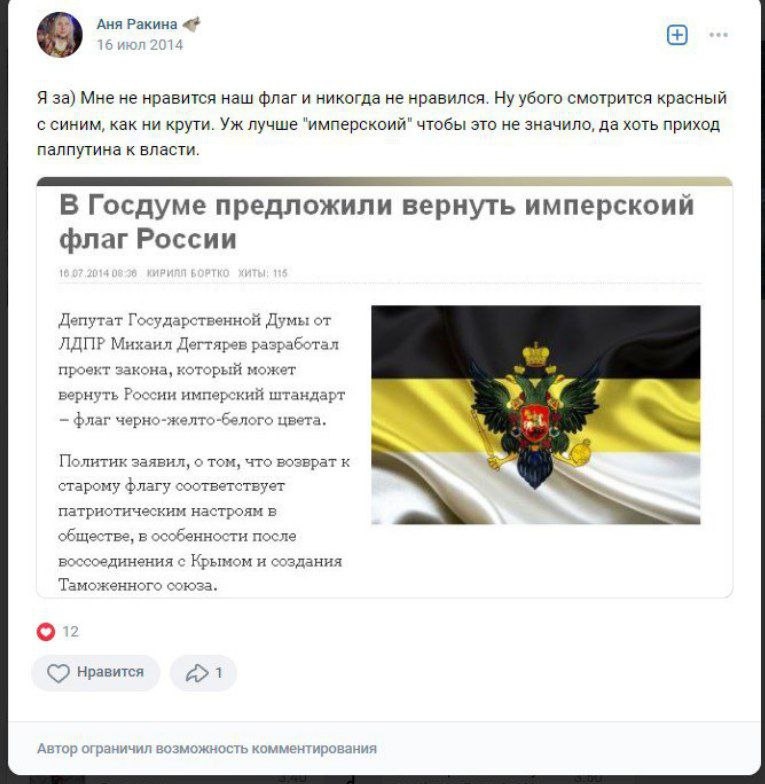 Аня Ракина
16 июл 2014
Я за) Мне не нравится наш флаг и никогда не нравился. Ну убого смотрится красный
с синим, как ни крути. Уж лучше "имперскоий" чтобы это не значило, да хоть приход
палпутина к власти.
В Госдуме предложили вернуть имперскоий
флаг России
16.07.2014 08:36 КИРИЛЛ БОРТКО ХИТЫ: 115
Депутат Государственной Думы от
ЛДПР Михаил Дегтярев разработал
проект закона, который может
вернуть России имперский штандарт
– флаг черно-желто-белого цвета.
Политик заявил, о том, что возврат к
старому флагу соответствует
патриотическим настроям в
обществе, в особенности после
воссоединения с Крымом и создания
Таможенного союза.
12
Нравится
1
Автор ограничил возможность комментирования